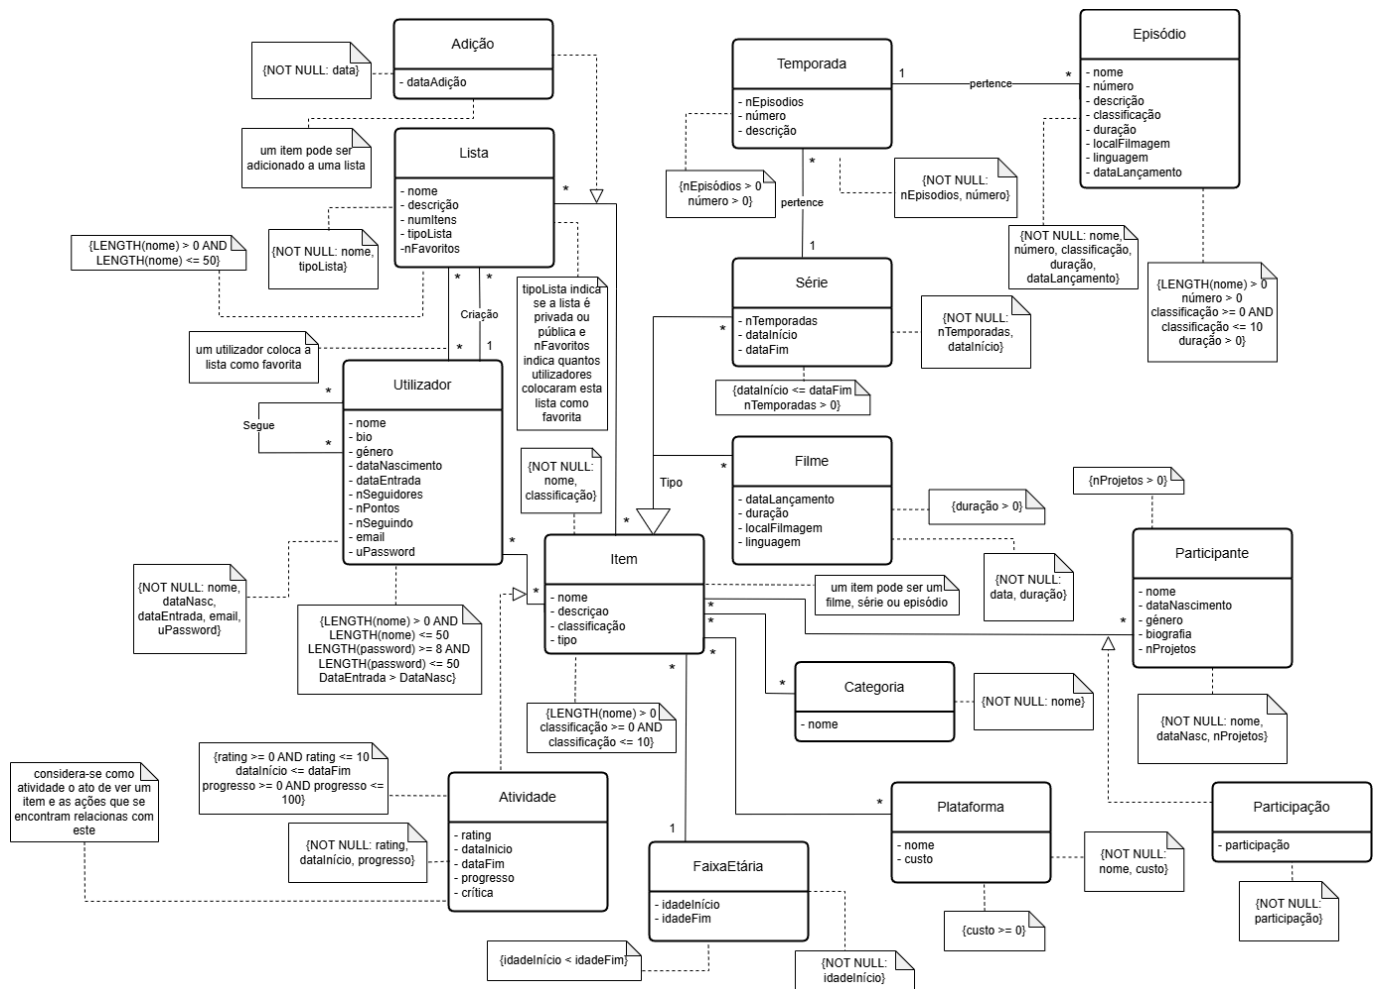 Adição
- dataAdição
{NOT NULL: data}
um item pode ser
adicionado a uma lista
Lista
- nome
- descrição
- numItens
- tipoLista
-nFavoritos
*
{NOT NULL: nome,
tipoLista}
{LENGTH(nome) > 0 AND
LENGTH(nome) <= 50}
tipoLista indica
se a lista é
privada ou
pública e
nFavoritos
indica quantos
utilizadores
colocaram esta
lista como
favorita
*
*
Criação
*
1
um utilizador coloca a
lista como favorita
Utilizador
- nome
- bio
- género
- dataNascimento
- dataEntrada
- nSeguidores
- nPontos
- nSeguindo
- email
- uPassword
*
Segue
*
{NOT NULL: nome,
dataNasc,
dataEntrada, email,
uPassword}
{LENGTH(nome) > 0 AND
LENGTH(nome) <= 50
LENGTH(password) >= 8 AND
LENGTH(password) <= 50
DataEntrada > DataNasc}
Temporada
- nEpisodios
- número
- descrição
1
pertence
*
{nEpisódios > 0
número > 0}
{NOT NULL:
nEpisodios, número}
*
pertence
1
Episódio
- nome
- número
- descrição
- classificação
- duração
- localFilmagem
- linguagem
- dataLançamento
{NOT NULL: nome,
número, classificação,
duração,
dataLançamento}
{LENGTH(nome) > 0
número > 0
classificação >= 0 AND
classificação <= 10
duração > 0}
Série
- nTemporadas
- dataInício
- dataFim
*
{NOT NULL:
nTemporadas,
dataInício}
{dataInício <= dataFim
nTemporadas > 0}
Filme
- dataLançamento
- duração
- localFilmagem
- linguagem
*
Tipo
{duração > 0}
{NOT NULL:
data, duração}
{NOT NULL:
nome,
classificação}
*
*
*
Item
- nome
- descriçao
- classificação
- tipo
um item pode ser um
filme, série ou episódio
*
*
*
*
{LENGTH(nome) > 0
classificação >= 0 AND
classificação <= 10}
{nProjetos > 0}
Participante
- nome
- dataNascimento
- género
- biografia
- nProjetos
*
{NOT NULL: nome,
dataNasc, nProjetos}
Categoria
- nome
*
{NOT NULL: nome}
{rating >= 0 AND rating <= 10
dataInício <= dataFim
progresso >= 0 AND progresso <=
100}
considera-se como
atividade o ato de ver um
item e as ações que se
encontram relacionas com
este
{NOT NULL: rating,
dataInício, progresso}
Atividade
- rating
- dataInicio
- dataFim
- progresso
- crítica
1
FaixaEtária
- idadeInício
- idadeFim
{idadeInício < idadeFim}
{NOT NULL:
idadeInício}
*
Plataforma
- nome
- custo
{NOT NULL:
nome, custo}
{custo >= 0}
Participação
- participação
{NOT NULL:
participação}